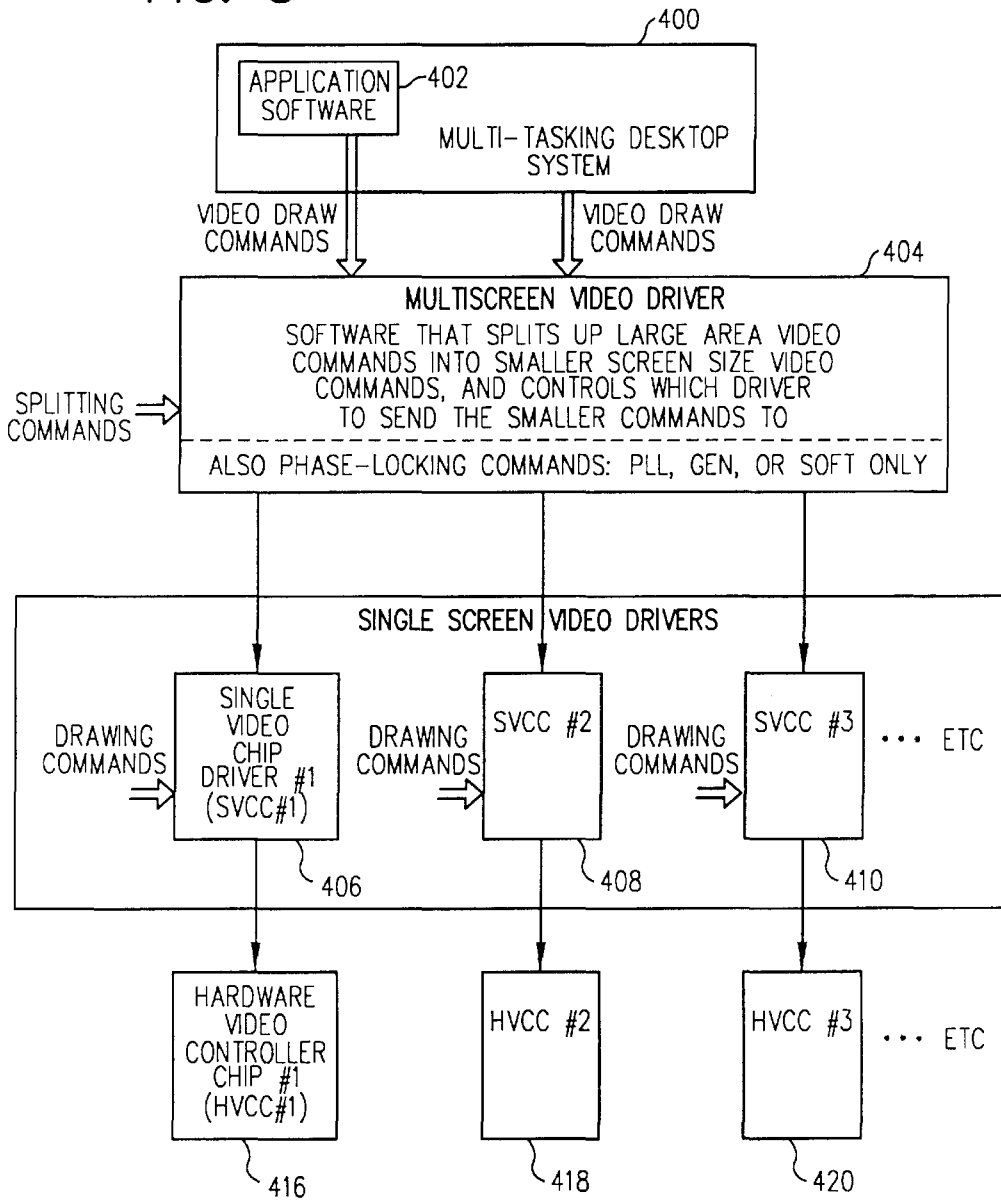 400
APPLICATION
SOFTWARE
402
MULTI-TASKING DESKTOP
SYSTEM
VIDEO DRAW
COMMANDS
VIDEO DRAW
COMMANDS
404
MULTISCREEN VIDEO DRIVER
SOFTWARE THAT SPLITS UP LARGE AREA VIDEO
COMMANDS INTO SMALLER SCREEN SIZE VIDEO
COMMANDS, AND CONTROLS WHICH DRIVER
TO SEND THE SMALLER COMMANDS TO
SPLITTING
COMMANDS
ALSO PHASE-LOCKING COMMANDS: PLL, GEN, OR SOFT ONLY
SINGLE SCREEN VIDEO DRIVERS
DRAWING
COMMANDS
SINGLE
VIDEO
CHIP
DRIVER #1
(SVCC#1)
406
DRAWING
COMMANDS
SVCC #2
408
DRAWING
COMMANDS
SVCC #3
410
••• ETC
HARDWARE
VIDEO
CONTROLLER
CHIP #1
(HVCC#1)
416
HVCC #2
418
HVCC #3
420
••• ETC